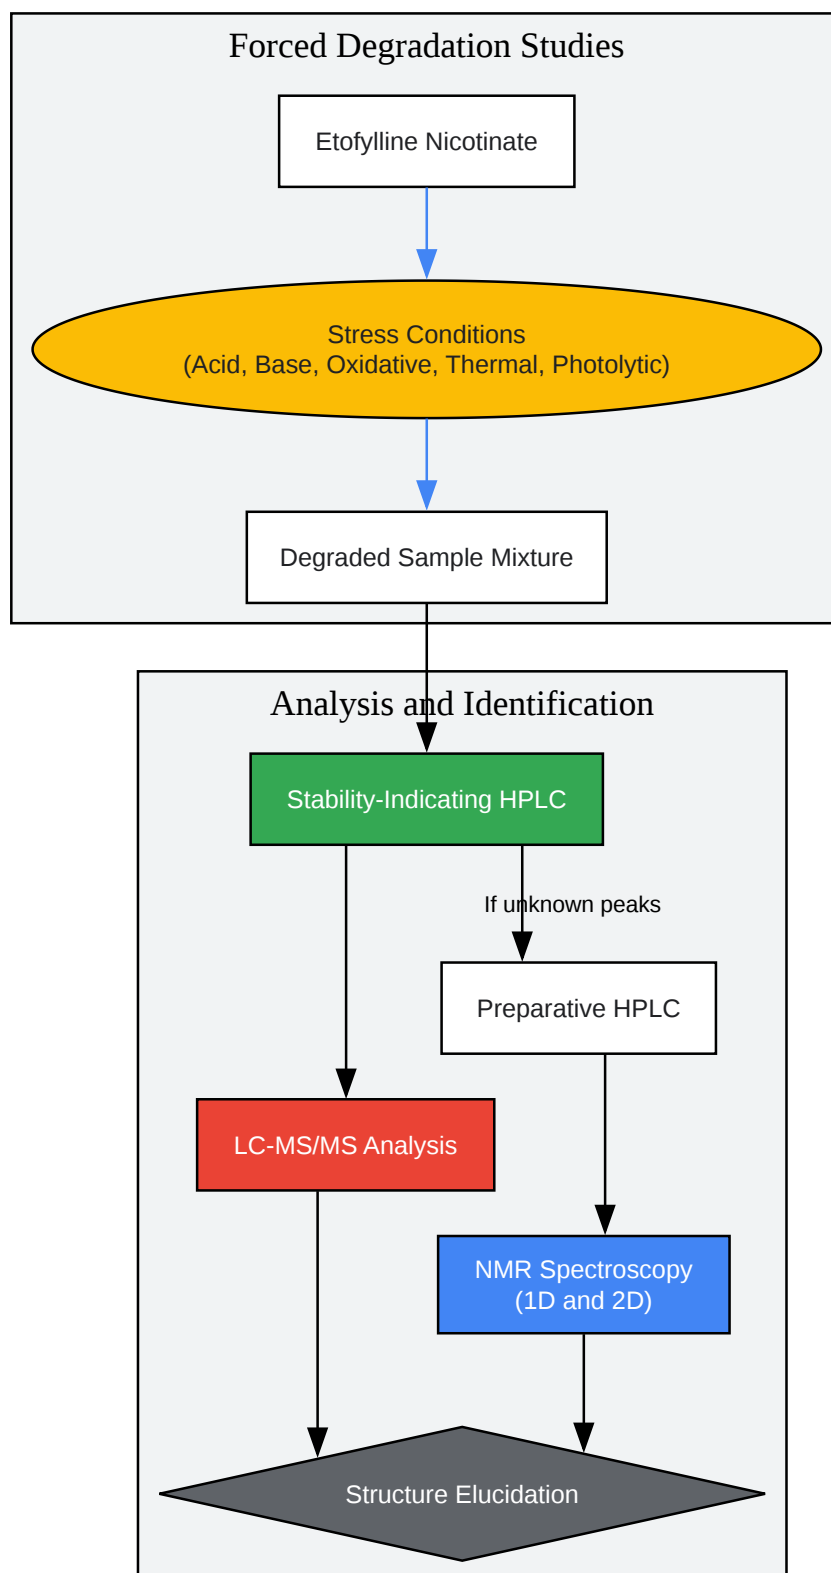 Forced Degradation Studies
Etofylline Nicotinate
Stress Conditions
(Acid, Base, Oxidative, Thermal, Photolytic)
Degraded Sample Mixture
Analysis and Identification
Stability-Indicating HPLC
If unknown peaks
Preparative HPLC
LC-MS/MS Analysis
NMR Spectroscopy
(1D and 2D)
Structure Elucidation